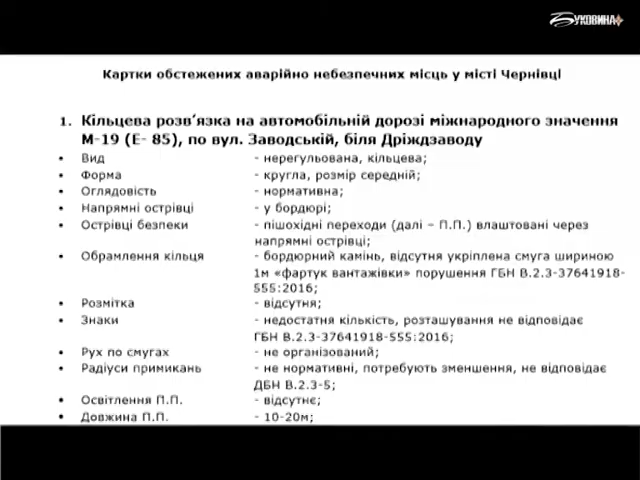 БУКОВИНА
Картки обстежених аварійно небезпечних місць у місті Чернівці
1. Кільцева розв’язка на автомобільній дорозі міжнародного значення
М-19 (Е- 85), по вул. Заводській, біля Дріждзаводу
• Вид - нерегульована, кільцева;
• Форма - кругла, розмір середній;
• Оглядовість - нормативна;
• Напрямні острівці - у бордюрі;
• Острівці безпеки - пішохідні переходи (далі – П.П.) влаштовані через
напрямні острівці;
• Обрамлення кільця - бордюрний камінь, відсутня укріплена смуга шириною
1м «фартук вантажівки» порушення ГБН В.2.3-37641918-
555:2016;
• Розмітка - відсутня;
• Знаки - недостатня кількість, розташування не відповідає
ГБН В.2.3-37641918-555:2016;
• Рух по смугах - не організований;
• Радіуси примикань - не нормативні, потребують зменшення, не відповідає
ДБН В.2.3-5;
• Освітлення П.П. - відсутнє;
• Довжина П.П. - 10-20м;